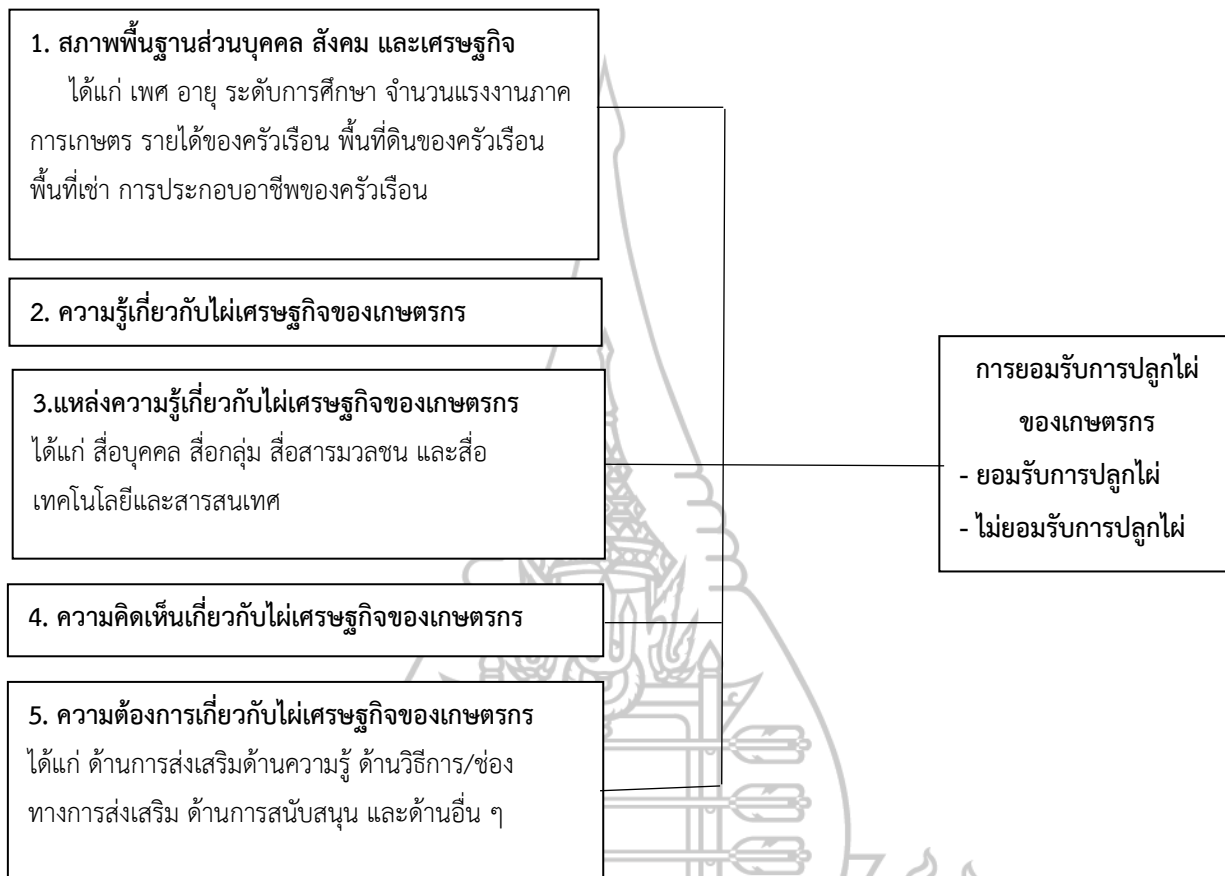 1. สภาพพื้นฐานส่วนบุคคล สังคม และเศรษฐกิจ
ได้แก่ เพศ อายุ ระดับการศึกษา จำนวนแรงงานภาค
การเกษตร รายได้ของครัวเรือน พื้นที่ดินของครัวเรือน
พื้นที่เช่า การประกอบอาชีพของครัวเรือน
2. ความรู้เกี่ยวกับไผ่เศรษฐกิจของเกษตรกร
3.แหล่งความรู้เกี่ยวกับไผ่เศรษฐกิจของเกษตรกร
ได้แก่ สื่อบุคคล สื่อกลุ่ม สื่อสารมวลชน และสื่อ
เทคโนโลยีและสารสนเทศ
4. ความคิดเห็นเกี่ยวกับไผ่เศรษฐกิจของเกษตรกร
5. ความต้องการเกี่ยวกับไผ่เศรษฐกิจของเกษตรกร
ได้แก่ ด้านการส่งเสริมด้านความรู้ ด้านวิธีการ/ช่อง
ทางการส่งเสริม ด้านการสนับสนุน และด้านอื่น ๆ
การยอมรับการปลูกไผ่
ของเกษตรกร
- ยอมรับการปลูกไผ่
- ไม่ยอมรับการปลูกไผ่